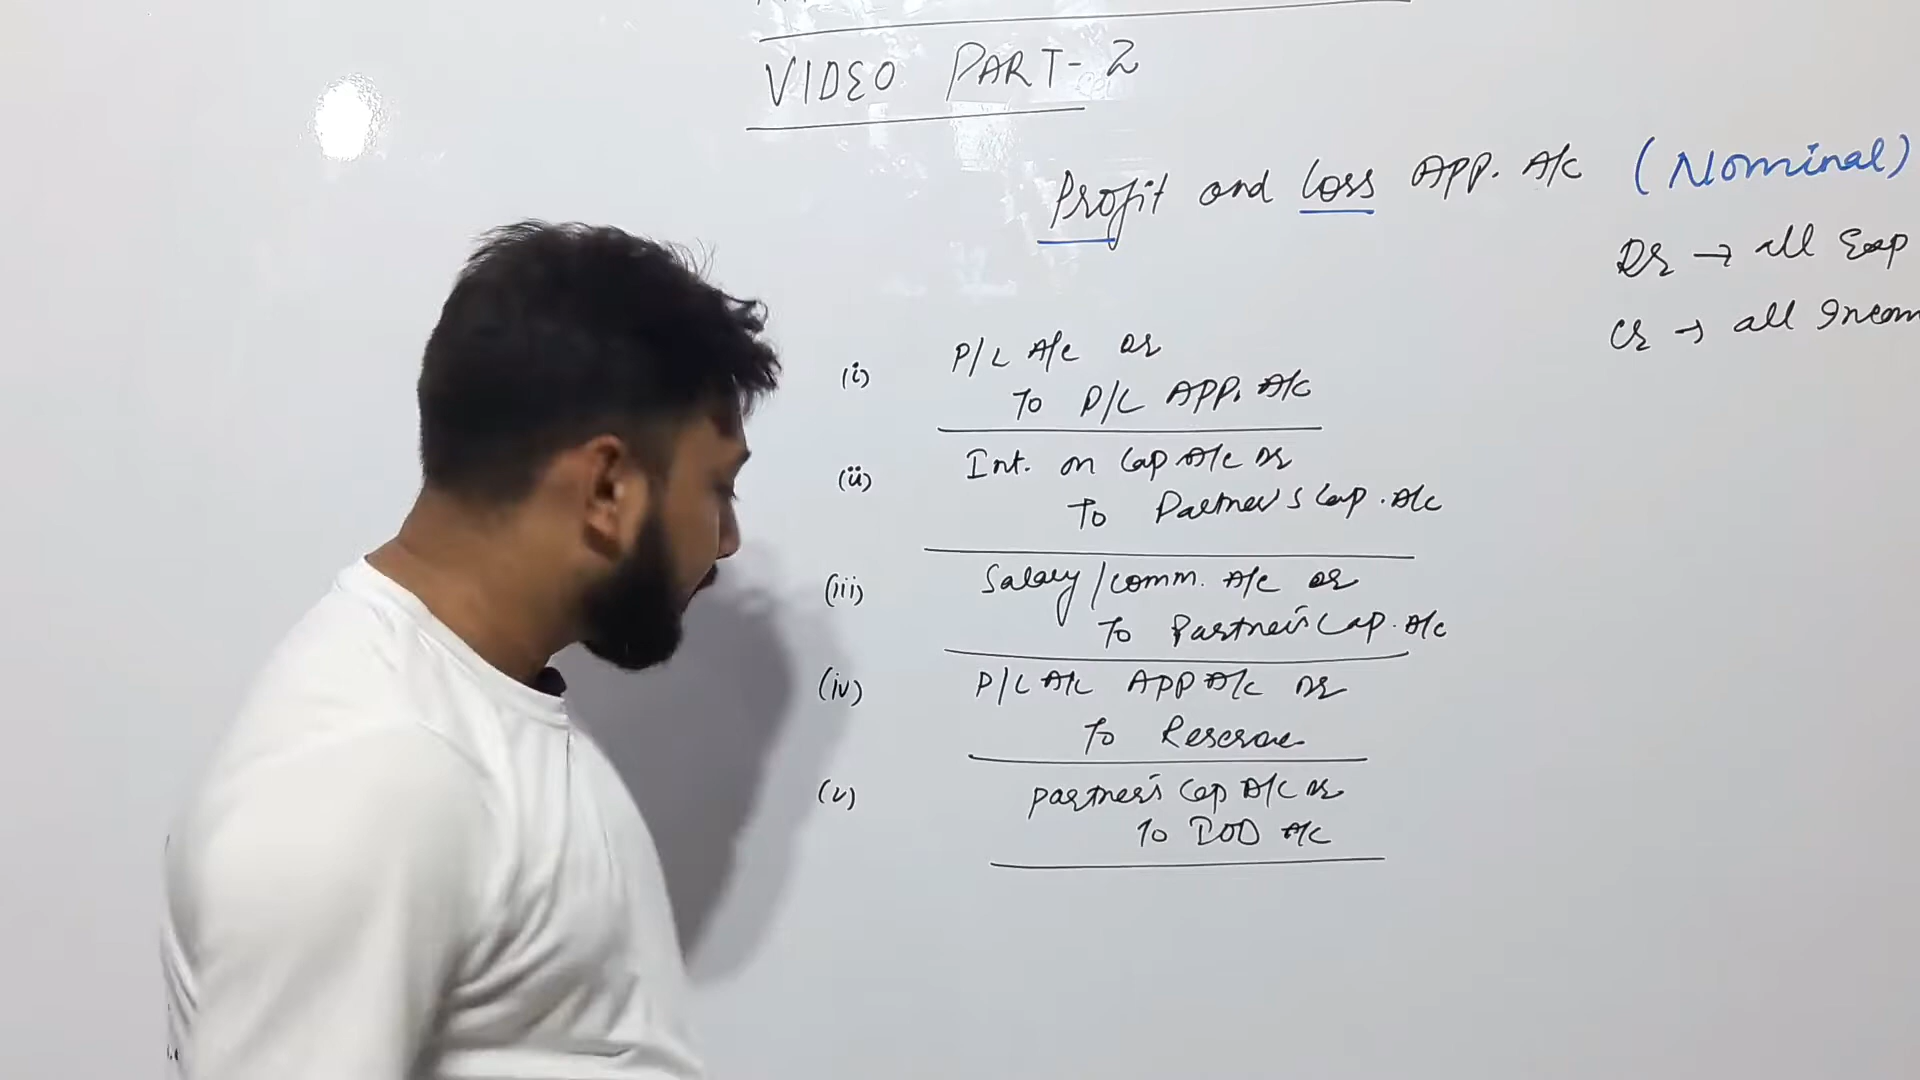 VIDEO PART-2
Profit and Loss APP. A/c (Nominal)
Dr → all Exp
Cr → all Incom
(i) P/L A/c Dr
To P/L APP. A/c
(ii) Int. on Cap A/c Dr
To Partner's Cap. A/c
(iii) Salary/comm. A/c Dr
To Partner's Cap. A/c
(iv) P/L A/c APP A/c Dr
To Reserve
(v) partner's Cap A/c Dr
To IOD A/c